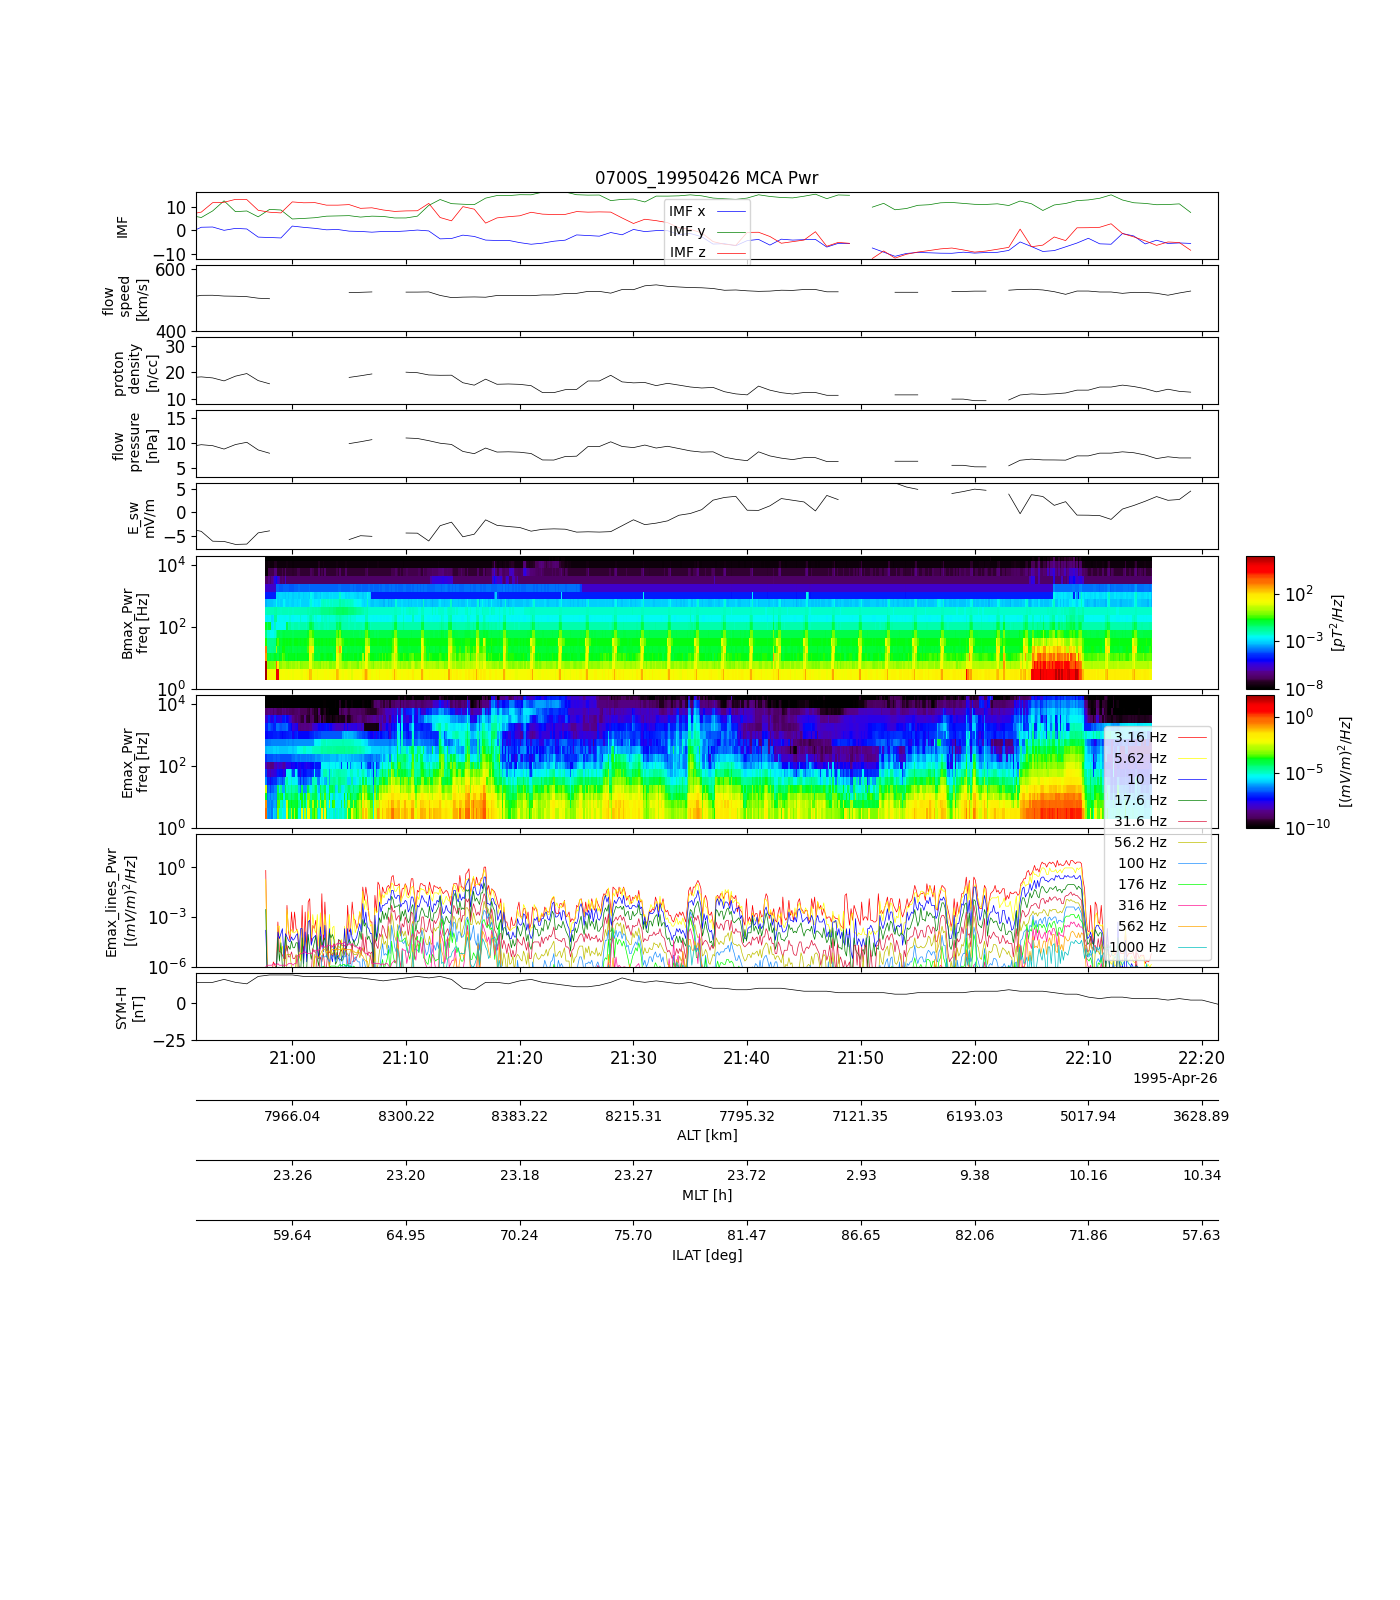 0700S_19950426 MCA Pwr
IMF
10
0
−10
IMF x
IMF y
IMF z
flow
speed
[km/s]
600
400
proton
density
[n/cc]
30
20
10
flow
pressure
[nPa]
15
10
5
E_sw
mV/m
5
0
−5
Bmax_Pwr
freq [Hz]
10^4
10^2
10^0
10^2
10^−3
10^−8
[pT^2/Hz]
Emax_Pwr
freq [Hz]
10^4
10^2
10^0
10^0
10^−5
10^−10
[(mV/m)^2/Hz]
3.16 Hz
5.62 Hz
10 Hz
17.6 Hz
31.6 Hz
56.2 Hz
100 Hz
176 Hz
316 Hz
562 Hz
1000 Hz
Emax_lines_Pwr
[(mV/m)^2/Hz]
10^0
10^−3
10^−6
SYM-H
[nT]
0
−25
21:00 21:10 21:20 21:30 21:40 21:50 22:00 22:10 22:20
1995-Apr-26
7966.04 8300.22 8383.22 8215.31 7795.32 7121.35 6193.03 5017.94 3628.89
ALT [km]
23.26 23.20 23.18 23.27 23.72 2.93 9.38 10.16 10.34
MLT [h]
59.64 64.95 70.24 75.70 81.47 86.65 82.06 71.86 57.63
ILAT [deg]